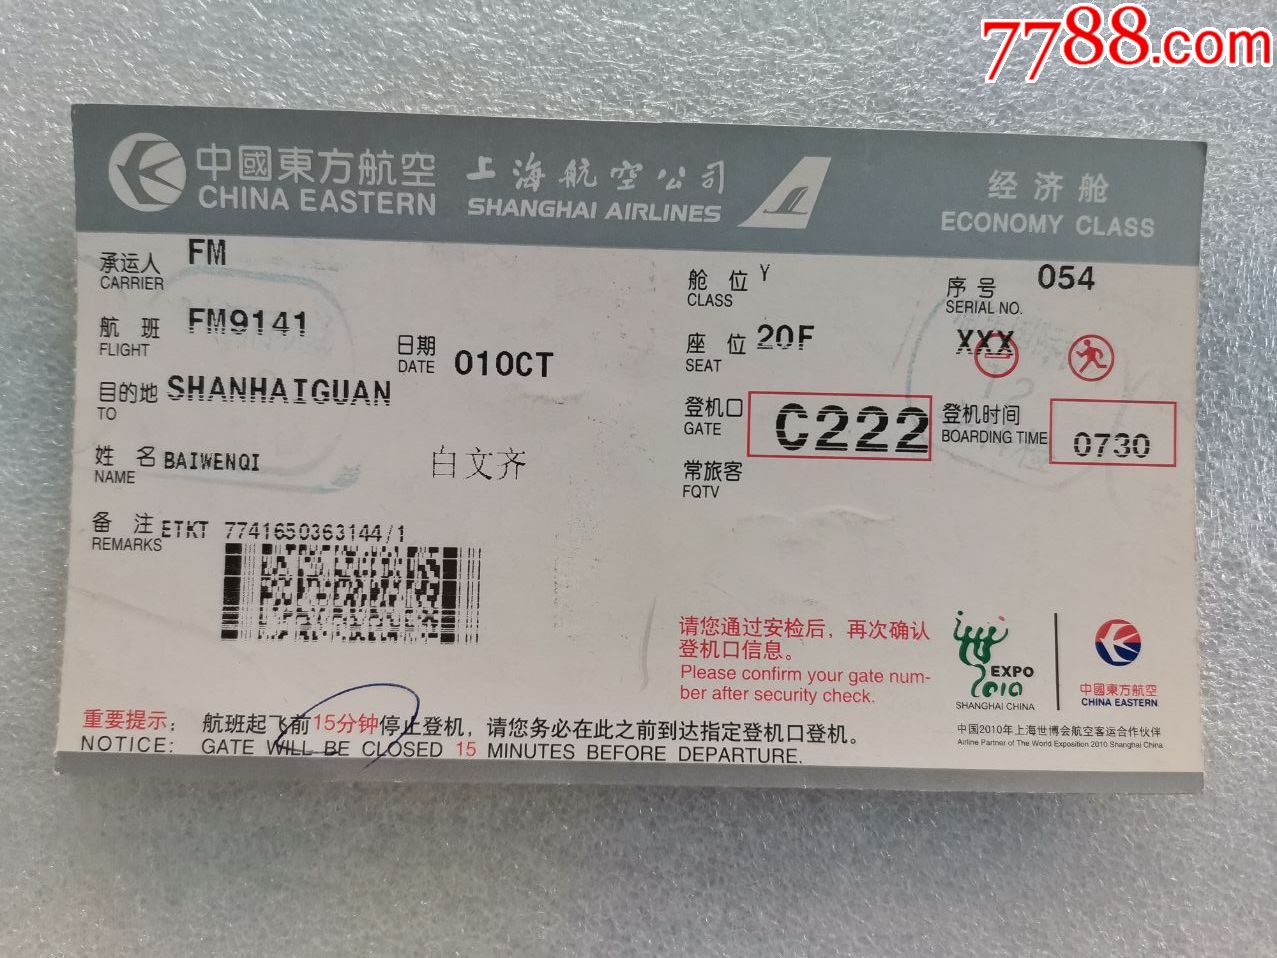 7788.com
中國東方航空
CHINA EASTERN
上海航空公司
SHANGHAI AIRLINES
经济舱
ECONOMY CLASS
承运人 FM
CARRIER
航班 FM9141
FLIGHT
日期 01OCT
DATE
目的地 SHANHAIGUAN
TO
姓名 BAIWENQI 白文齐
NAME
备注 ETKT 7741650363144/1
REMARKS
舱位 Y
CLASS
序号 054
SERIAL NO.
座位 20F
SEAT
XXX
登机口 C222
GATE
登机时间 0730
BOARDING TIME
常旅客
FQTV
请您通过安检后，再次确认
登机口信息。
Please confirm your gate num-
ber after security check.
EXPO
2010
SHANGHAI CHINA
中國東方航空
CHINA EASTERN
中国2010年上海世博会航空客运合作伙伴
Airline Partner of The World Exposition 2010 Shanghai China
重要提示： 航班起飞前15分钟停止登机，请您务必在此之前到达指定登机口登机。
NOTICE: GATE WILL BE CLOSED 15 MINUTES BEFORE DEPARTURE.